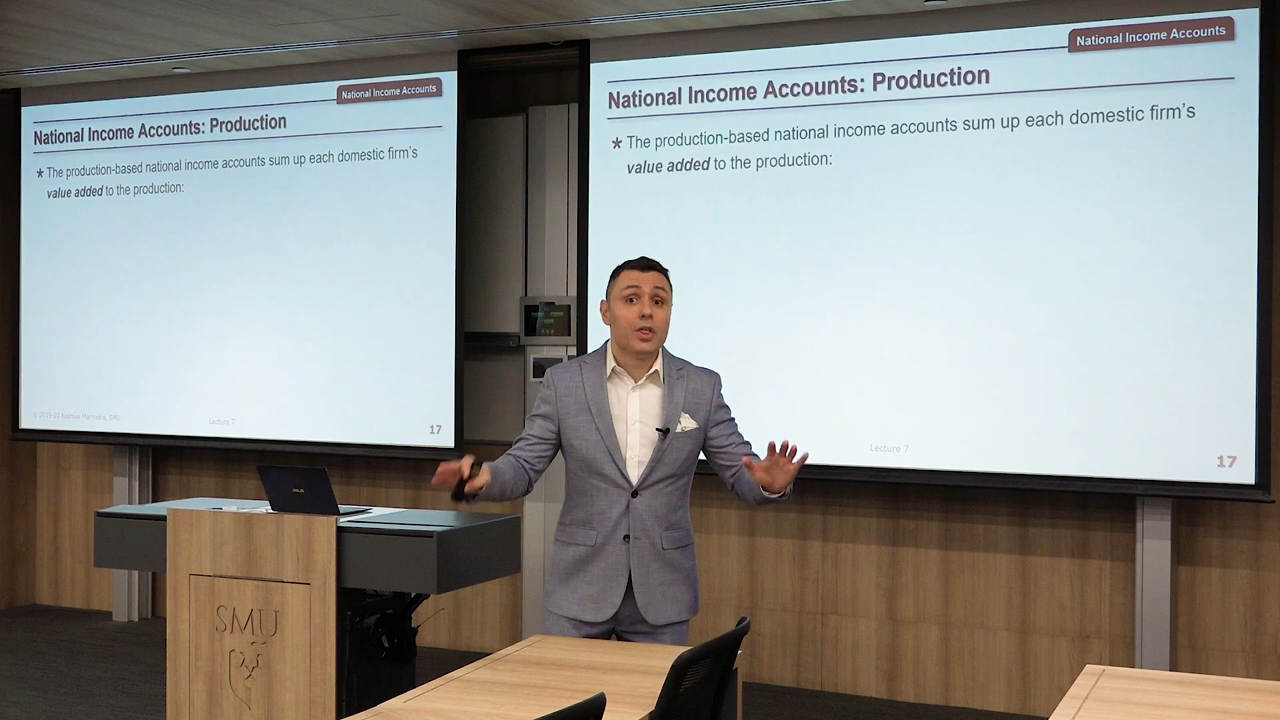 National Income Accounts
National Income Accounts: Production
* The production-based national income accounts sum up each domestic firm's
value added to the production:
Lecture 7
17
National Income Accounts
National Income Accounts: Production
* The production-based national income accounts sum up each domestic firm's
value added to the production:
Lecture 7
17
ASUS
SMU